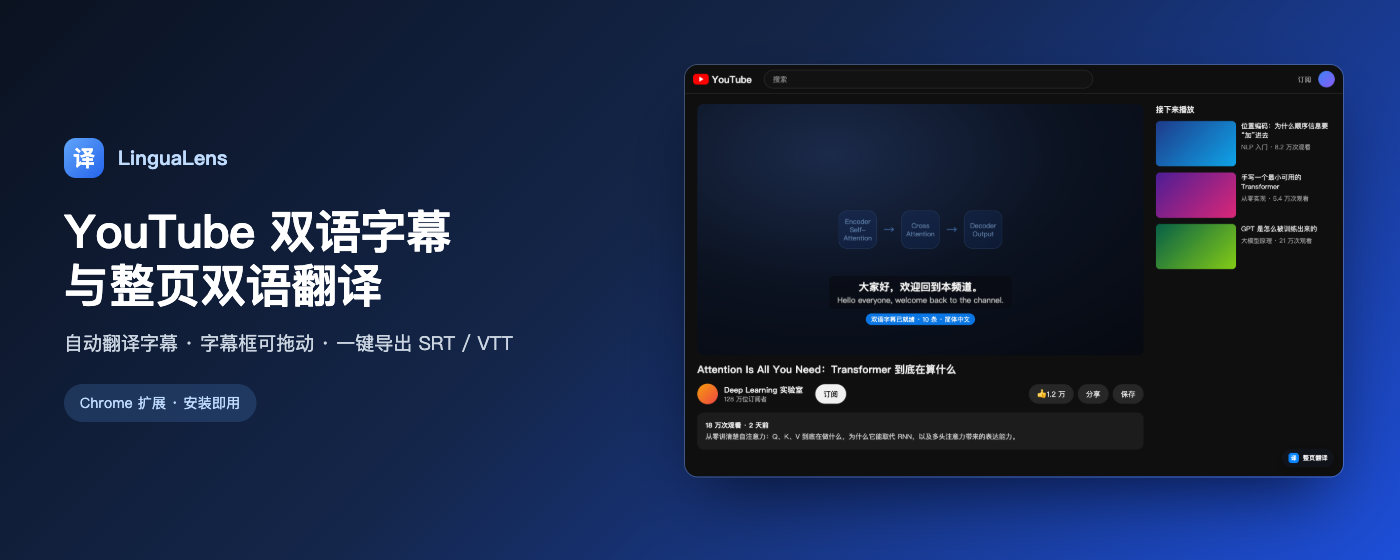 译 LinguaLens
YouTube 双语字幕
与整页双语翻译
自动翻译字幕 · 字幕框可拖动 · 一键导出 SRT / VTT
Chrome 扩展 · 安装即用
YouTube
搜索
订阅
Encoder
Self-
Attention
→
Cross
Attention
→
Decoder
Output
大家好，欢迎回到本频道。
Hello everyone, welcome back to the channel.
双语字幕已就绪 · 10 条 · 简体中文
Attention Is All You Need：Transformer 到底在算什么
Deep Learning 实验室
128 万位订阅者
订阅
👍1.2 万
分享
保存
18 万次观看 · 2 天前
从零讲清楚自注意力：Q、K、V 到底在做什么，为什么它能取代 RNN，以及多头注意力带来的表达能力。
接下来播放
位置编码：为什么顺序信息要
“加”进去
NLP 入门 · 8.2 万次观看
手写一个最小可用的
Transformer
从零实现 · 5.4 万次观看
GPT 是怎么被训练出来的
大模型原理 · 21 万次观看
译 整页翻译